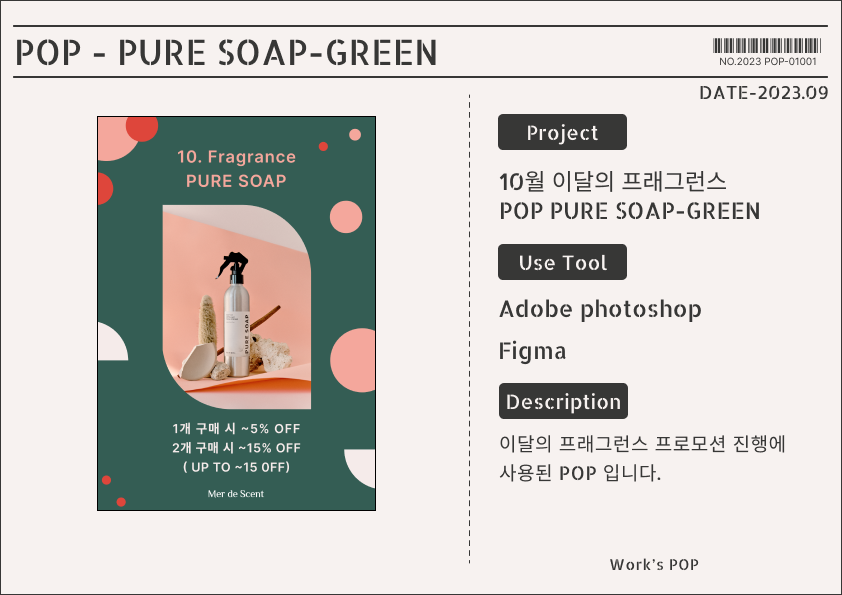 POP - PURE SOAP-GREEN
NO.2023 POP-01001
DATE-2023.09
10. Fragrance
PURE SOAP
PURE SOAP
1개 구매 시 ~5% OFF
2개 구매 시 ~15% OFF
( UP TO ~15 0FF)
Mer de Scent
Project
10월 이달의 프래그런스
POP PURE SOAP-GREEN
Use Tool
Adobe photoshop
Figma
Description
이달의 프래그런스 프로모션 진행에
사용된 POP 입니다.
Work's POP